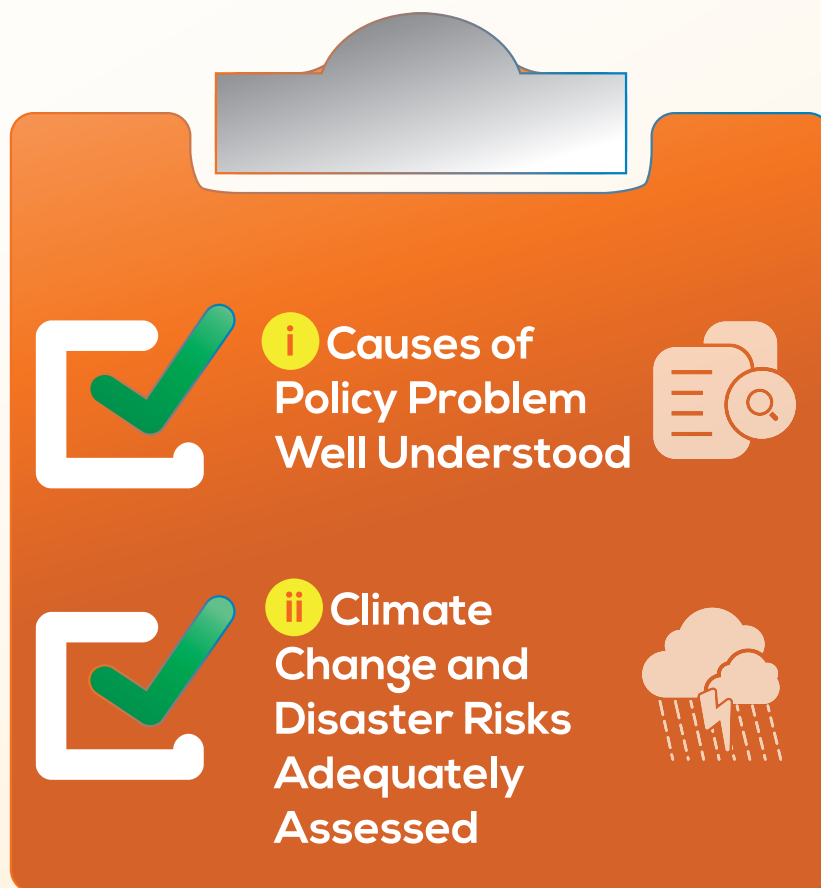 i Causes of
Policy Problem
Well Understood
ii Climate
Change and
Disaster Risks
Adequately
Assessed